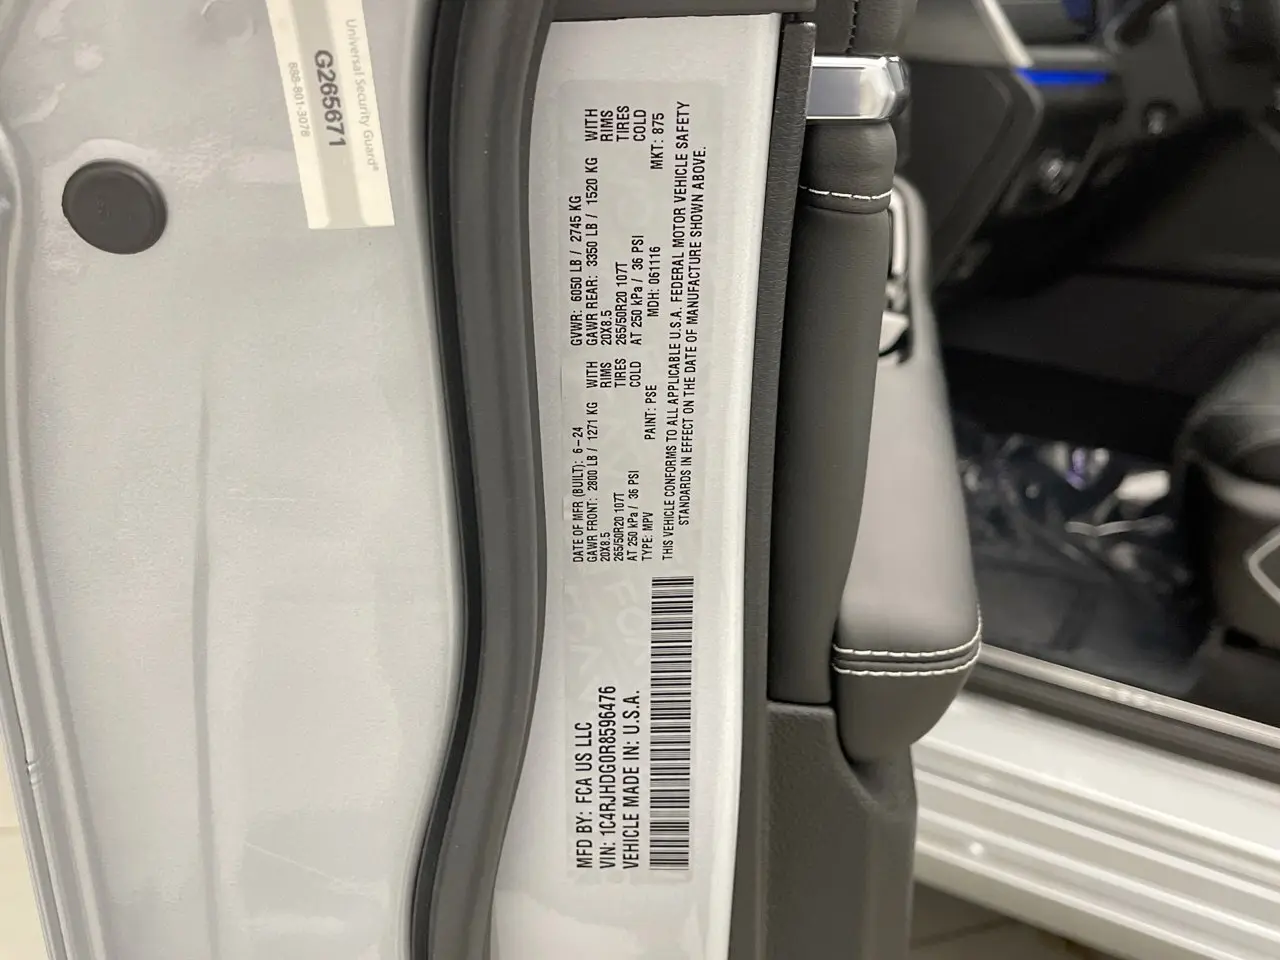 Universal Security Guard®
G265671
888-801-3078
MFD BY: FCA US LLC
VIN: 1C4RJHDG0R8596476
VEHICLE MADE IN: U.S.A.
DATE OF MFR (BUILT): 6-24 GVWR: 6050 LB / 2745 KG
GAWR FRONT: 2800 LB / 1271 KG WITH GAWR REAR: 3350 LB / 1520 KG WITH
20X8.5 RIMS 20X8.5 RIMS
265/50R20 107T TIRES 265/50R20 107T TIRES
AT 250 kPa / 36 PSI COLD AT 250 kPa / 36 PSI COLD
TYPE: MPV PAINT: PSE MDH: 061116 MKT: 875
THIS VEHICLE CONFORMS TO ALL APPLICABLE U.S.A. FEDERAL MOTOR VEHICLE SAFETY
STANDARDS IN EFFECT ON THE DATE OF MANUFACTURE SHOWN ABOVE.